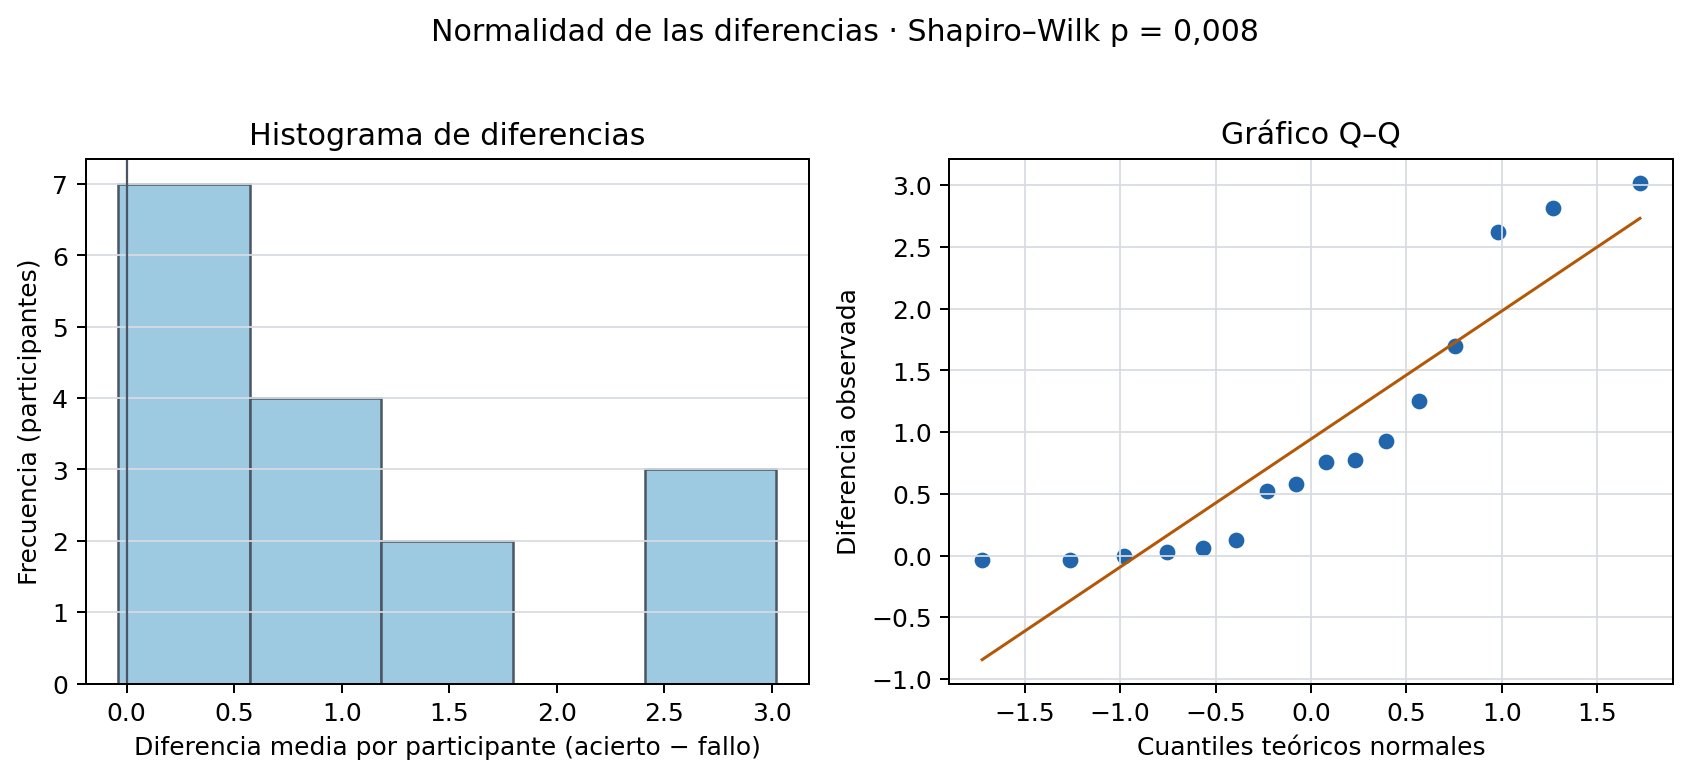 Normalidad de las diferencias · Shapiro–Wilk p = 0,008
Histograma de diferencias
Frecuencia (participantes)
7
6
5
4
3
2
1
0
0.0 0.5 1.0 1.5 2.0 2.5 3.0
Diferencia media por participante (acierto − fallo)
Gráfico Q–Q
Diferencia observada
3.0
2.5
2.0
1.5
1.0
0.5
0.0
−0.5
−1.0
−1.5 −1.0 −0.5 0.0 0.5 1.0 1.5
Cuantiles teóricos normales